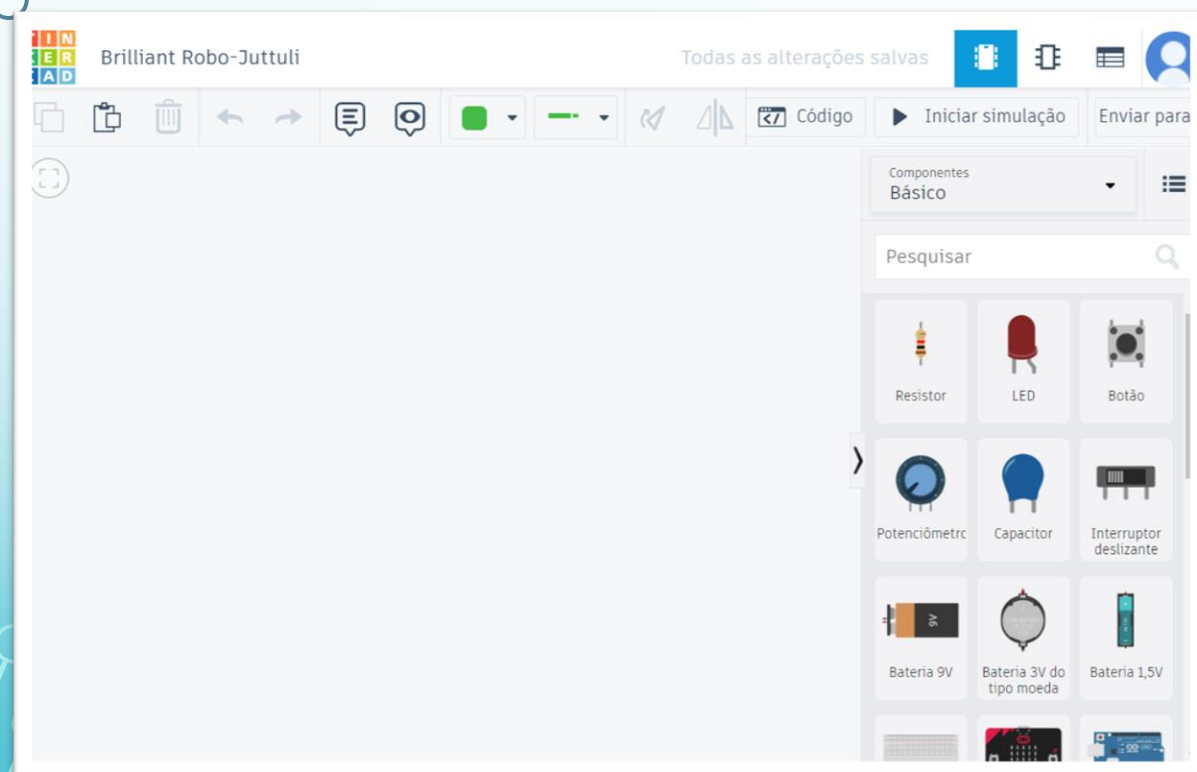 TIN
KER
CAD
Brilliant Robo-Juttuli
Todas as alterações salvas
Código
Iniciar simulação
Enviar para
Componentes
Básico
Pesquisar
Resistor
LED
Botão
Potenciômetro
Capacitor
Interruptor
deslizante
9V
Bateria 9V
Bateria 3V do
tipo moeda
Bateria 1,5V